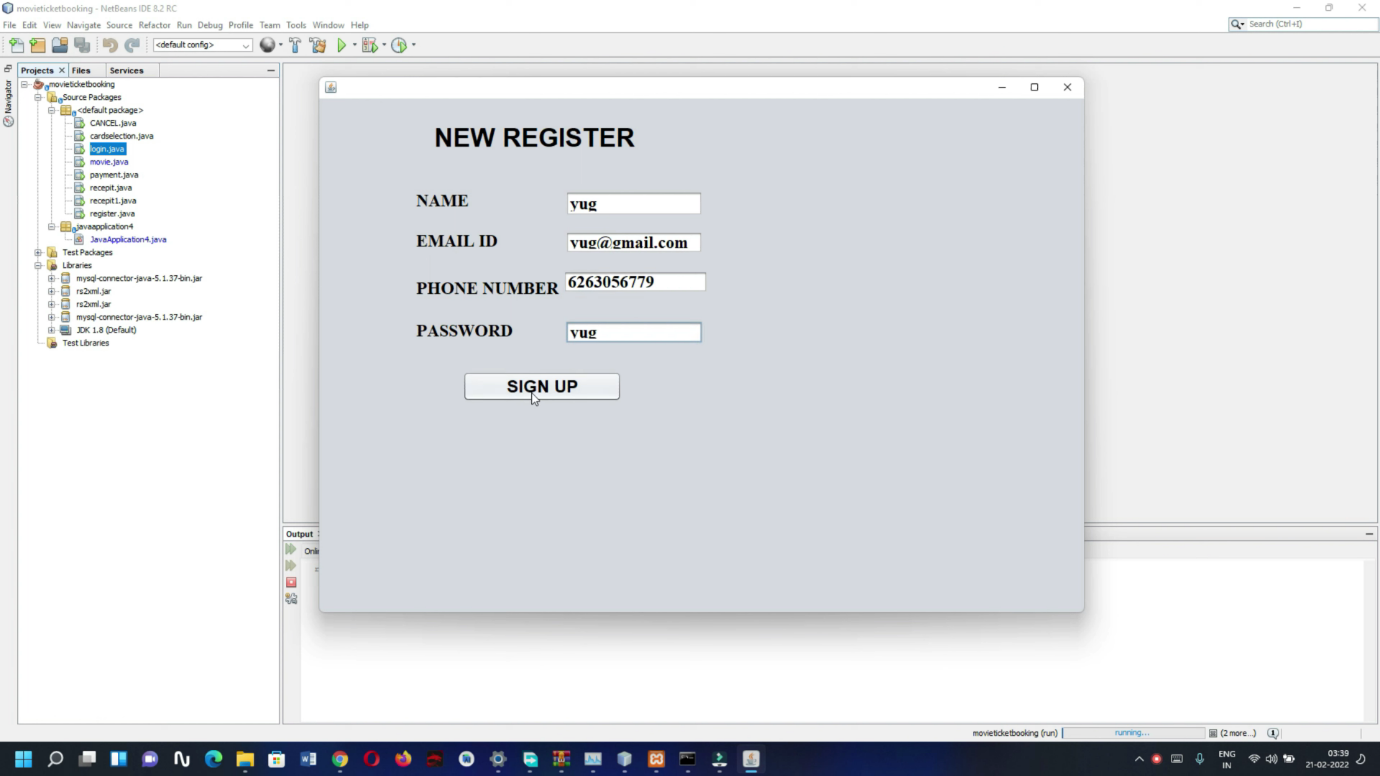 movieticketbooking - NetBeans IDE 8.2 RC
File Edit View Navigate Source Refactor Run Debug Profile Team Tools Window Help
Search (Ctrl+I)
<default config>
Projects Files Services
Navigator
movieticketbooking
Source Packages
<default package>
CANCEL.java
cardselection.java
login.java
movie.java
payment.java
recepit.java
recepit1.java
register.java
javaapplication4
JavaApplication4.java
Test Packages
Libraries
mysql-connector-java-5.1.37-bin.jar
rs2xml.jar
rs2xml.jar
mysql-connector-java-5.1.37-bin.jar
JDK 1.8 (Default)
Test Libraries
NEW REGISTER
NAME yug
EMAIL ID yug@gmail.com
PHONE NUMBER 6263056779
PASSWORD yug
SIGN UP
Output
movieticketbooking (run) running... (2 more...)
ENG
IN
03:39
21-02-2022